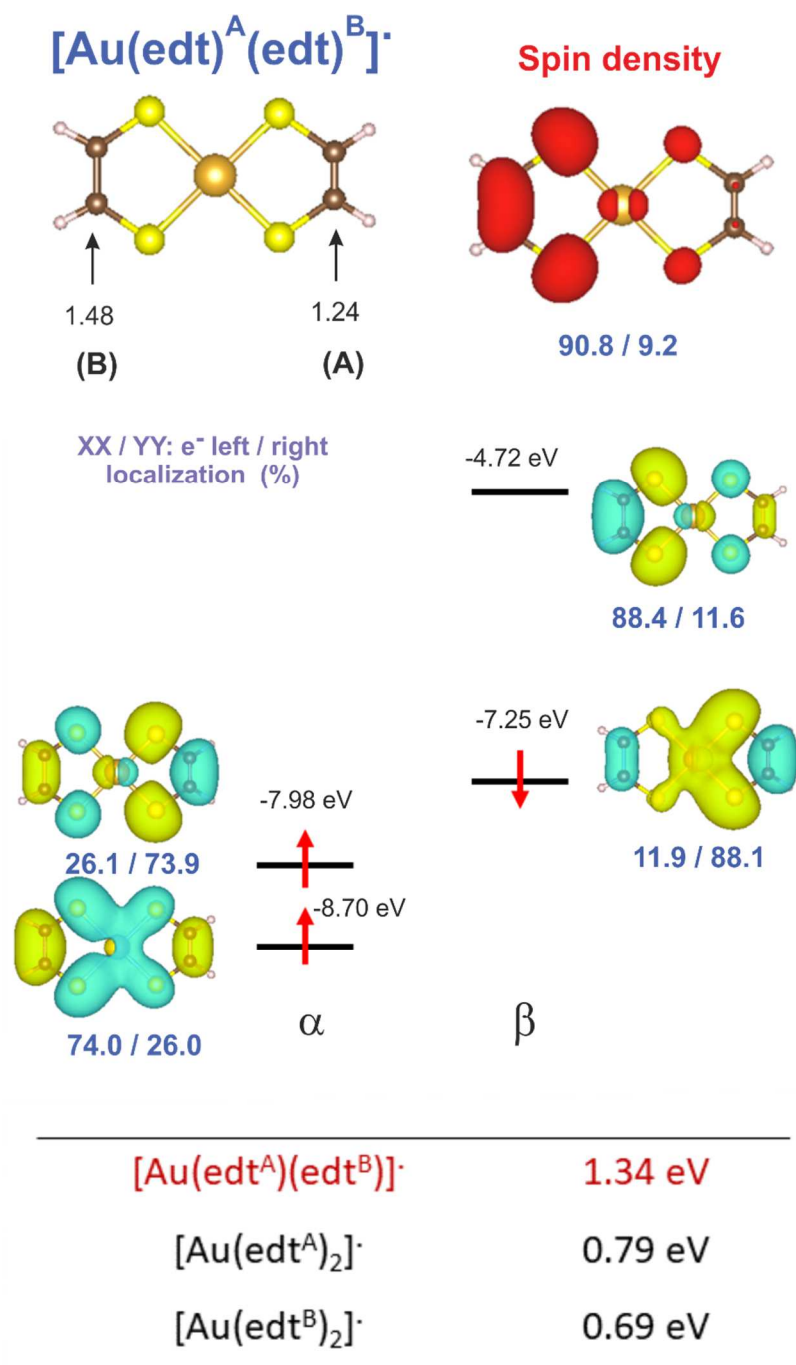 [Au(edt)ᴬ(edt)ᴮ]˙
Spin density
1.48
1.24
(B)
(A)
90.8 / 9.2
XX / YY: e⁻ left / right
localization (%)
-4.72 eV
88.4 / 11.6
-7.25 eV
-7.98 eV
26.1 / 73.9
11.9 / 88.1
-8.70 eV
74.0 / 26.0
α
β
[Au(edtᴬ)(edtᴮ)]˙ 1.34 eV
[Au(edtᴬ)₂]˙ 0.79 eV
[Au(edtᴮ)₂]˙ 0.69 eV